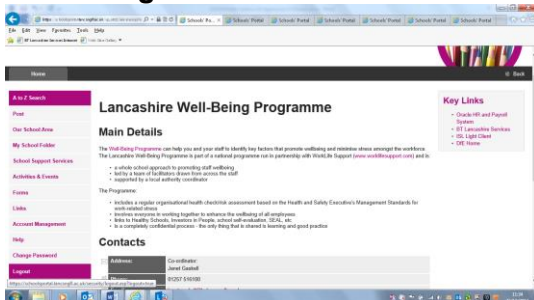 File Edit View Favorites Tools Help
Home
Back
A to Z Search
Post
Our School Area
My School Folder
School Support Services
Activities & Events
Forms
Links
Account Management
Help
Change Password
Logout
Lancashire Well-Being Programme
Main Details
The Well-Being Programme can help you and your staff to identify key factors that promote wellbeing and minimise stress amongst the workforce
The Lancashire Well-Being Programme is part of a national programme run in partnership with WorkLife Support (www.worklifesupport.com) and is:
• a whole school approach to promoting staff wellbeing
• led by a team of facilitators drawn from across the staff
• supported by a local authority coordinator
The Programme:
• includes a regular organisational health check/risk assessment based on the Health and Safety Executive's Management Standards for
work-related stress
• involves everyone in working together to enhance the wellbeing of all employees
• links to Healthy Schools, Investors in People, school self-evaluation, SEAL, etc
• is a completely confidential process - the only thing that is shared is learning and good practice
Contacts
Address:
Co-ordinator:
Janet Gaskell
01257 516100
Key Links
• Oracle HR and Payroll
System
• BT Lancashire Services
• ISL Light Client
• DfE Home